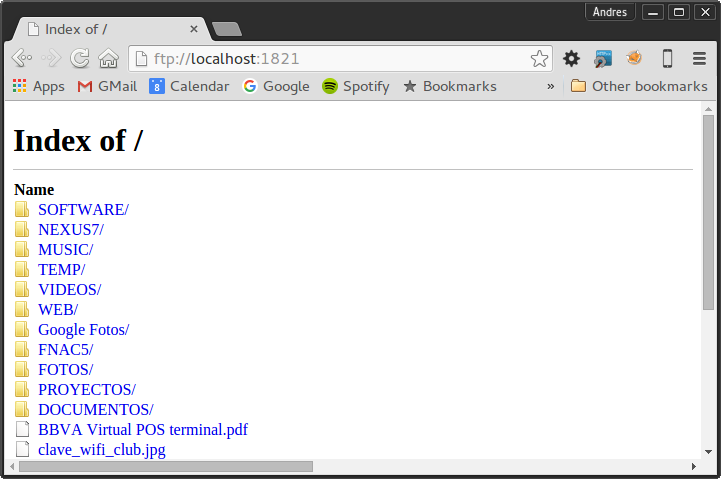 Andres
Index of /
ftp://localhost:1821
Apps GMail 8 Calendar Google Spotify Bookmarks » Other bookmarks
Index of /
Name
SOFTWARE/
NEXUS7/
MUSIC/
TEMP/
VIDEOS/
WEB/
Google Fotos/
FNAC5/
FOTOS/
PROYECTOS/
DOCUMENTOS/
BBVA Virtual POS terminal.pdf
clave_wifi_club.jpg